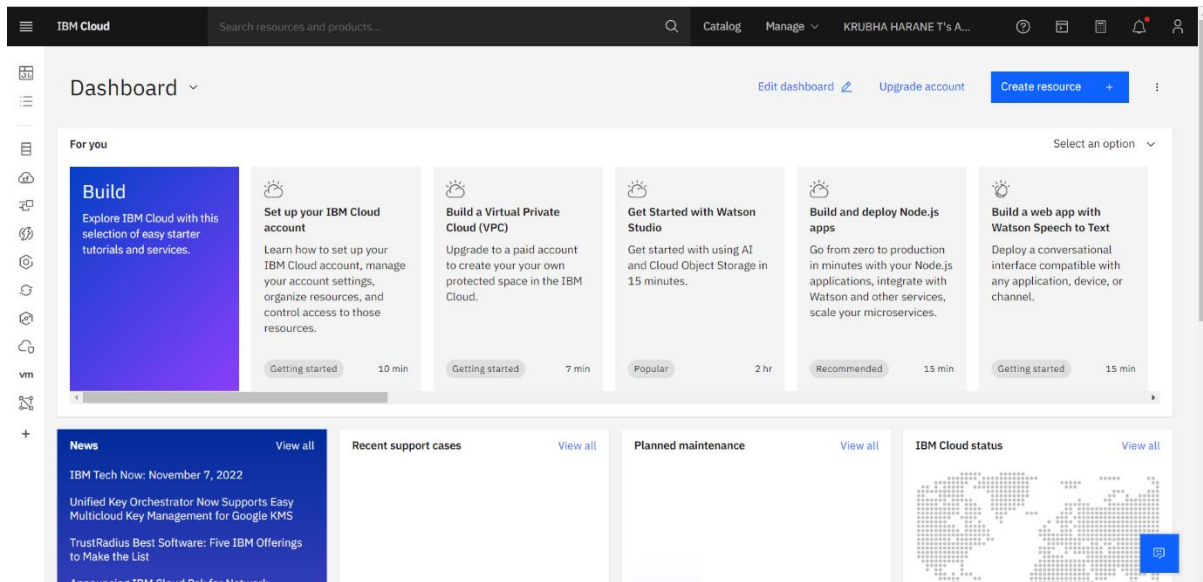 IBM Cloud
Search resources and products...
Catalog
Manage
KRUBHA HARANE T's A...
Dashboard
Edit dashboard
Upgrade account
Create resource +
For you
Select an option
Build
Explore IBM Cloud with this
selection of easy starter
tutorials and services.
Set up your IBM Cloud
account
Learn how to set up your
IBM Cloud account, manage
your account settings,
organize resources, and
control access to those
resources.
Getting started
10 min
Build a Virtual Private
Cloud (VPC)
Upgrade to a paid account
to create your your own
protected space in the IBM
Cloud.
Getting started
7 min
Get Started with Watson
Studio
Get started with using AI
and Cloud Object Storage in
15 minutes.
Popular
2 hr
Build and deploy Node.js
apps
Go from zero to production
in minutes with your Node.js
applications, integrate with
Watson and other services,
scale your microservices.
Recommended
15 min
Build a web app with
Watson Speech to Text
Deploy a conversational
interface compatible with
any application, device, or
channel.
Getting started
15 min
vm
+
News
View all
IBM Tech Now: November 7, 2022
Unified Key Orchestrator Now Supports Easy
Multicloud Key Management for Google KMS
TrustRadius Best Software: Five IBM Offerings
to Make the List
Announcing IBM Cloud Pak for Network
Recent support cases
View all
Planned maintenance
View all
IBM Cloud status
View all